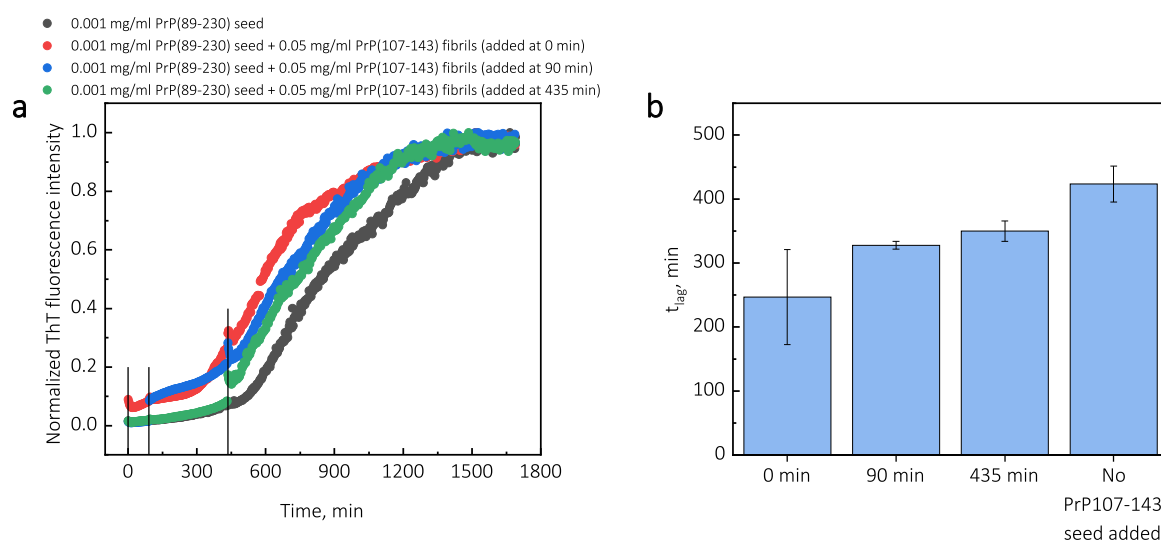 0.001 mg/ml PrP(89-230) seed
0.001 mg/ml PrP(89-230) seed + 0.05 mg/ml PrP(107-143) fibrils (added at 0 min)
0.001 mg/ml PrP(89-230) seed + 0.05 mg/ml PrP(107-143) fibrils (added at 90 min)
0.001 mg/ml PrP(89-230) seed + 0.05 mg/ml PrP(107-143) fibrils (added at 435 min)
a
Normalized ThT fluorescence intensity
1.0
0.8
0.6
0.4
0.2
0.0
0 300 600 900 1200 1500 1800
Time, min
b
tlag, min
500
400
300
200
100
0
0 min 90 min 435 min No
PrP107-143
seed added